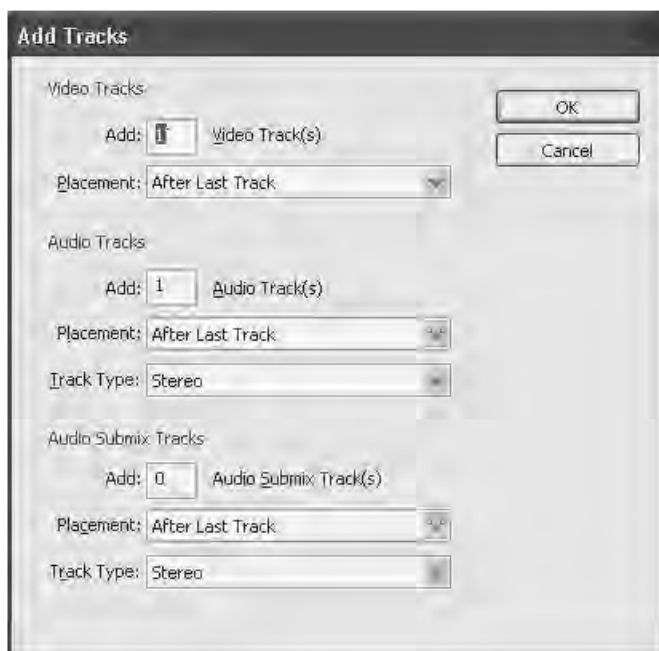 Add Tracks
Video Tracks
OK
Add: 1 Video Track(s)
Cancel
Placement: After Last Track
Audio Tracks
Add: 1 Audio Track(s)
Placement: After Last Track
Track Type: Stereo
Audio Submix Tracks
Add: 0 Audio Submix Track(s)
Placement: After Last Track
Track Type: Stereo